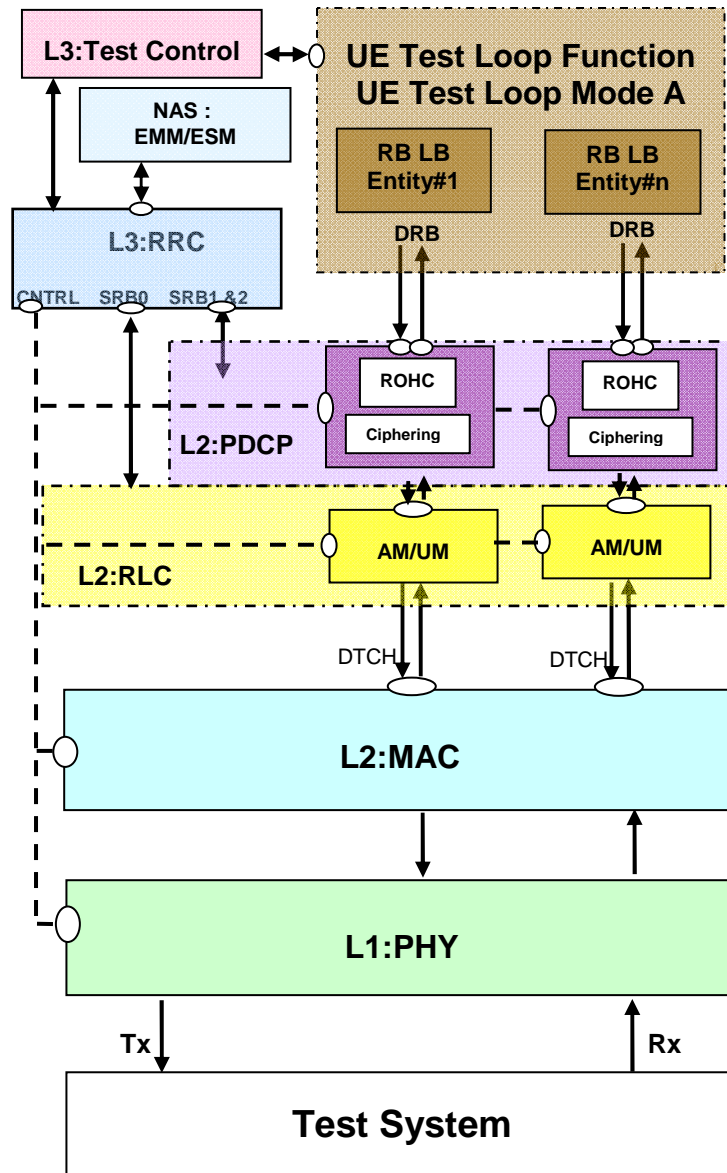 L3:Test Control
UE Test Loop Function
UE Test Loop Mode A
NAS :
EMM/ESM
RB LB
Entity#1
RB LB
Entity#n
DRB
DRB
L3:RRC
CNTRL
SRB0
SRB1 &2
ROHC
ROHC
Ciphering
Ciphering
L2:PDCP
AM/UM
AM/UM
L2:RLC
DTCH
DTCH
L2:MAC
L1:PHY
Tx
Rx
Test System